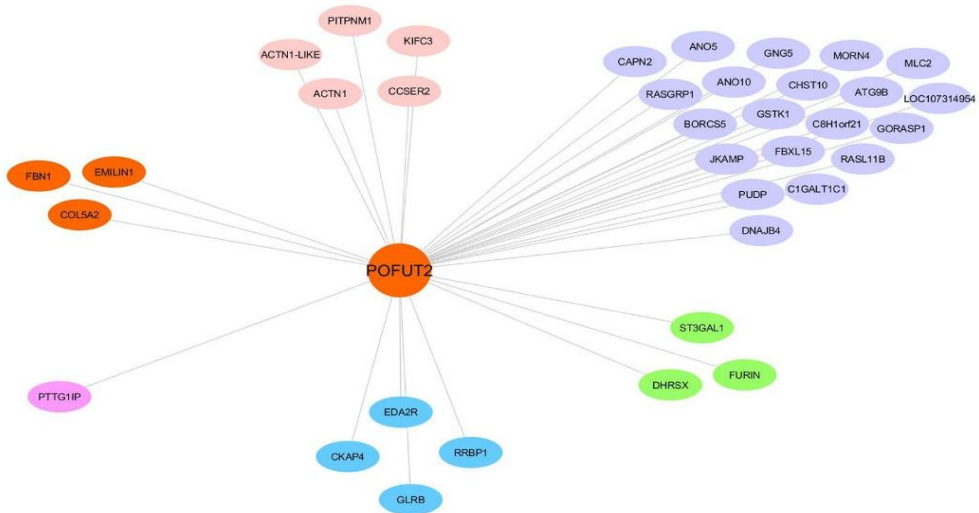 PITPNM1
KIFC3
ACTN1-LIKE
ACTN1
CCSER2
ANO5
GNG5
MORN4
CAPN2
MLC2
ANO10
CHST10
ATG9B
RASGRP1
LOC107314954
GSTK1
C8H1orf21
BORCS5
GORASP1
FBXL15
JKAMP
RASL11B
C1GALT1C1
PUDP
DNAJB4
FBN1
EMILIN1
COL5A2
POFUT2
ST3GAL1
FURIN
DHRSX
PTTG1IP
EDA2R
CKAP4
RRBP1
GLRB